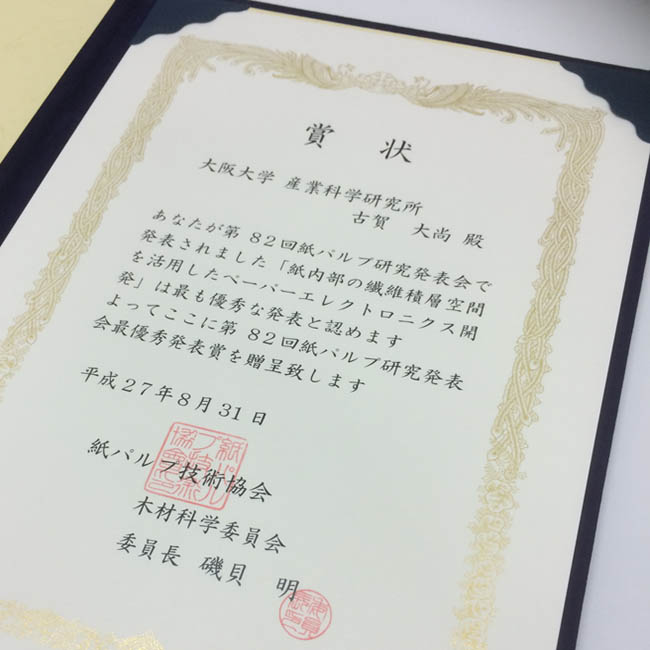 賞状
大阪大学 産業科学研究所
古賀 大尚 殿
あなたが第82回紙パルプ研究発表会で
発表されました「紙内部の繊維積層空間
を活用したペーパーエレクトロニクス開
発」は最も優秀な発表と認めます
よってここに第82回紙パルプ研究発表
会最優秀発表賞を贈呈致します
平成27年8月31日
紙パルプ技術協会
木材科学委員会
委員長 磯貝 明